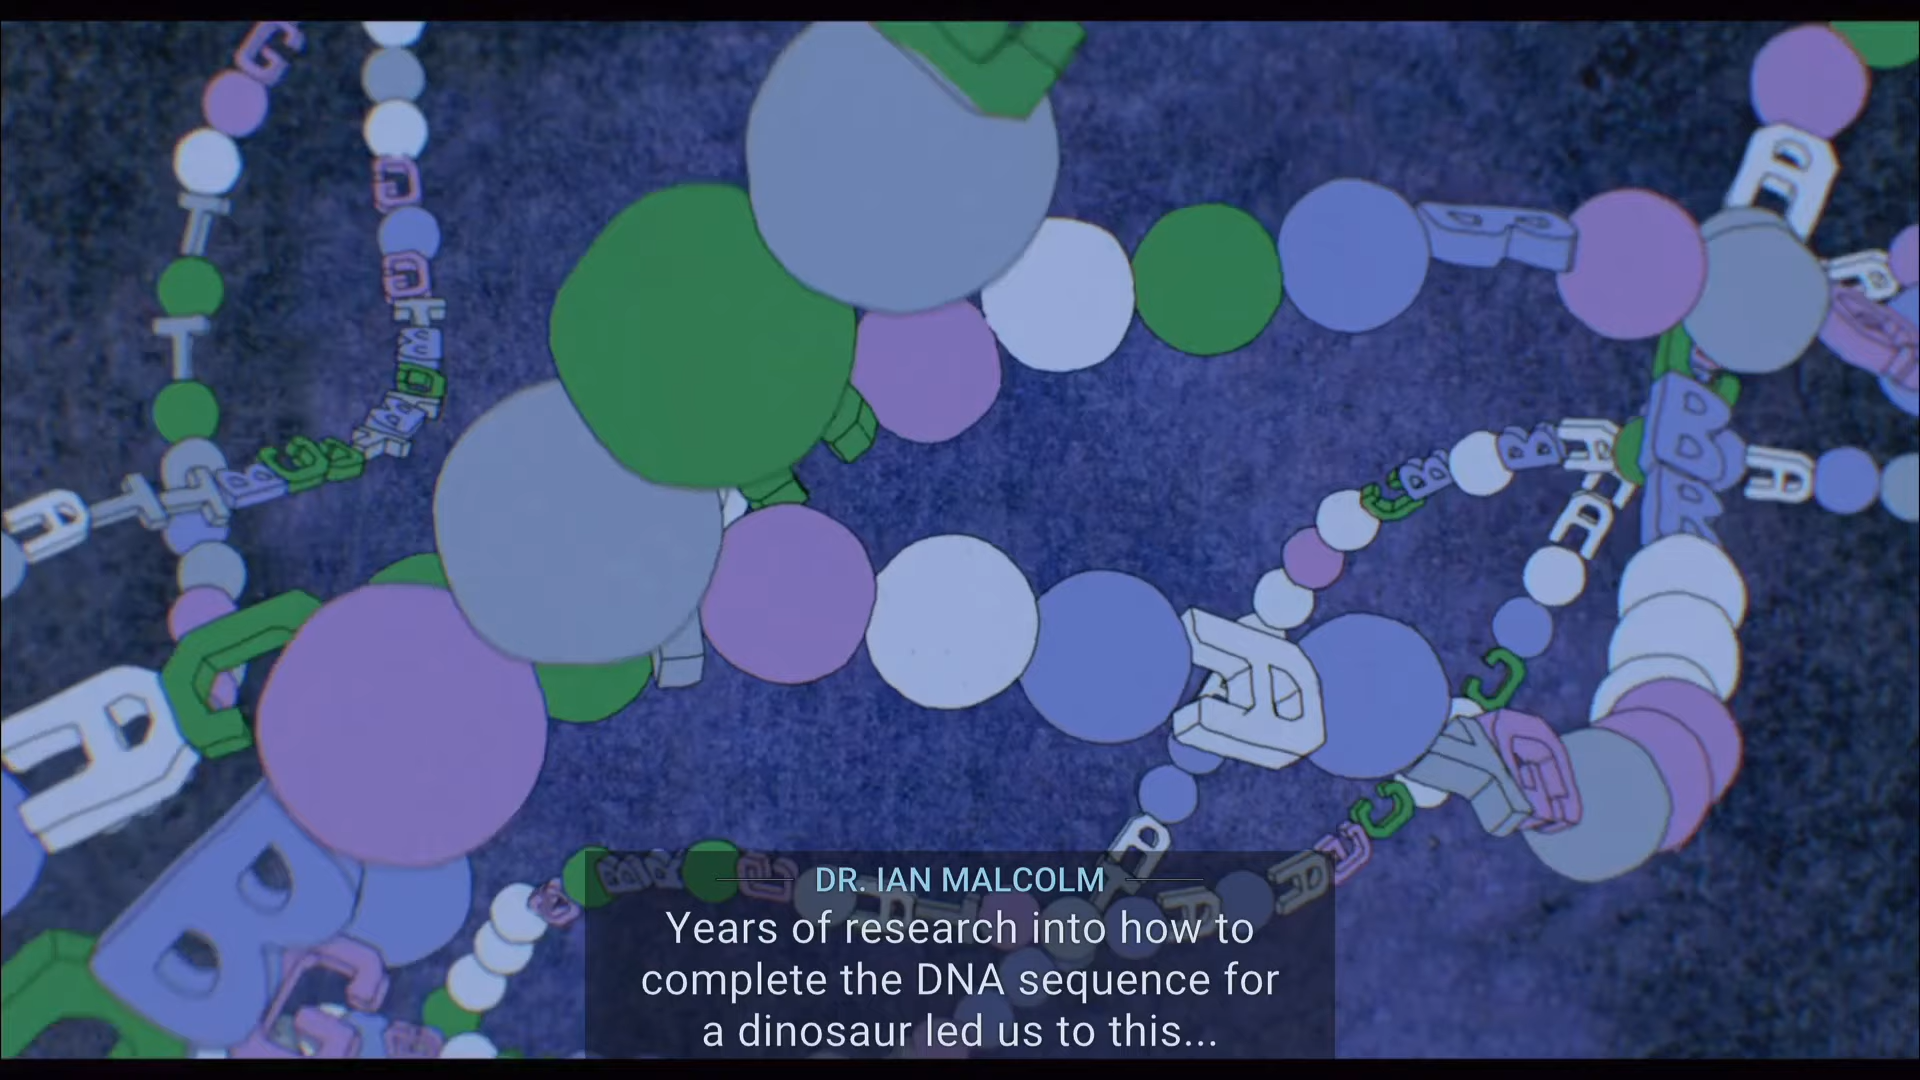 DR. IAN MALCOLM
Years of research into how to
complete the DNA sequence for
a dinosaur led us to this...